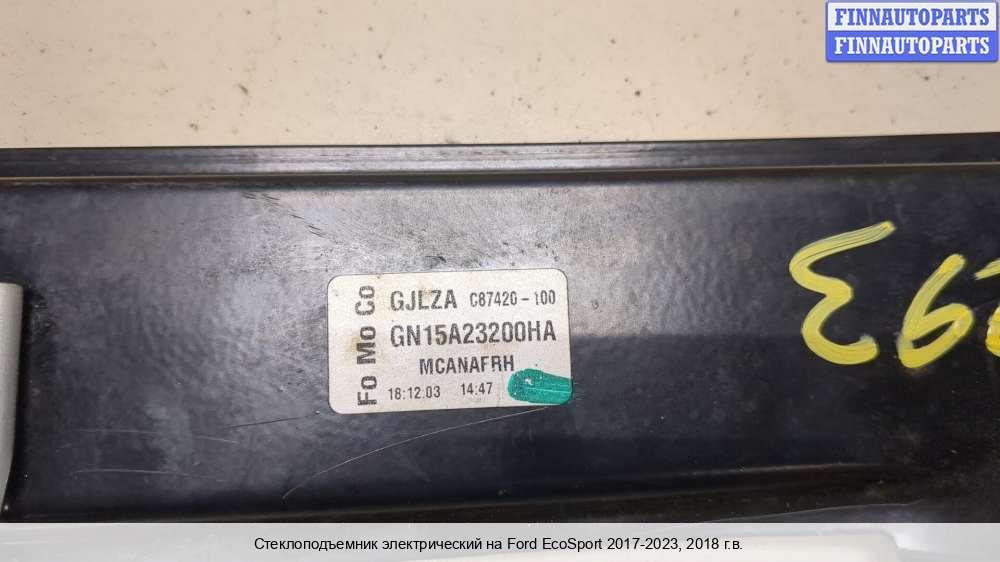 FINNAUTOPARTS
FINNAUTOPARTS
Fo Mo Co
GJLZA C87420-100
GN15A23200HA
MCANAFRH
18:12.03 14:47
Стеклоподъемник электрический на Ford EcoSport 2017-2023, 2018 г.в.